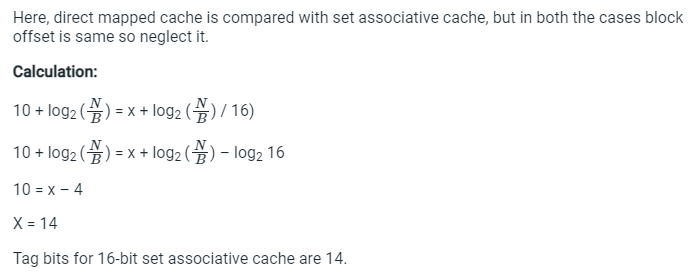 Here, direct mapped cache is compared with set associative cache, but in both the cases block
offset is same so neglect it.
Calculation:
10 + log₂ (N/B) = x + log₂ (N/B) / 16)
10 + log₂ (N/B) = x + log₂ (N/B) − log₂ 16
10 = x − 4
X = 14
Tag bits for 16-bit set associative cache are 14.